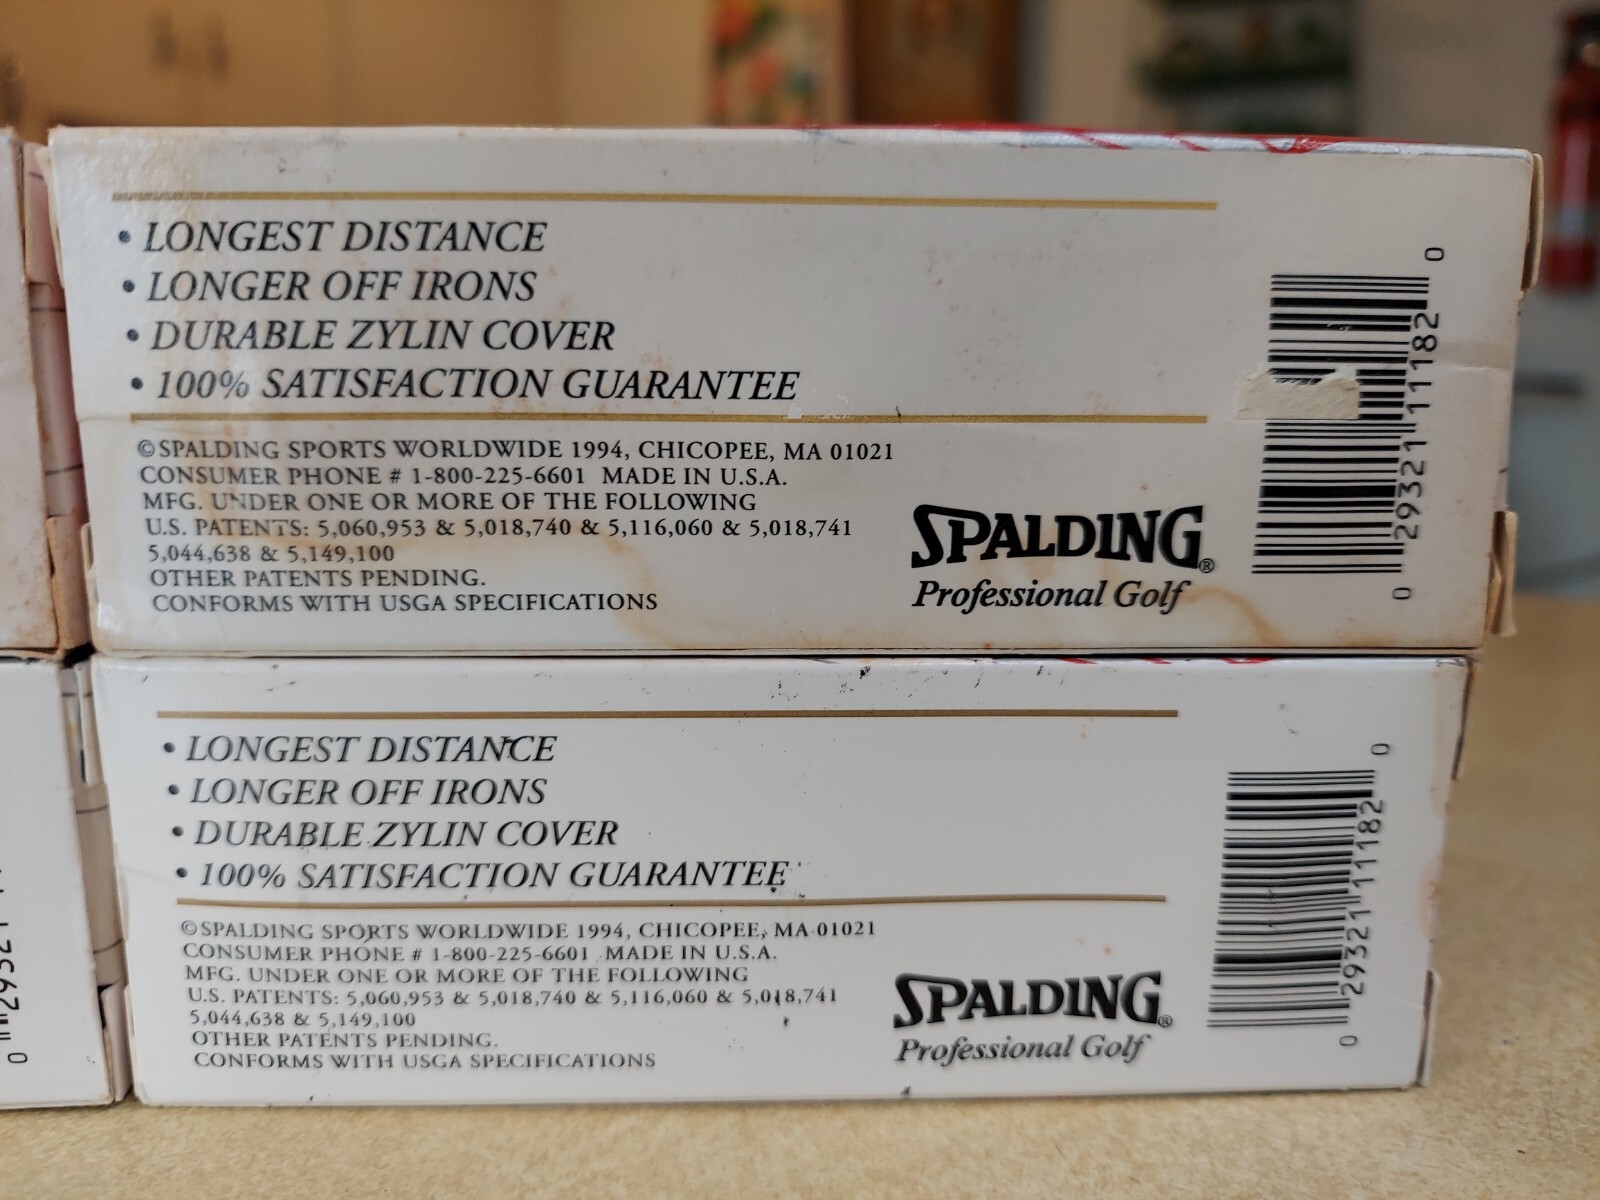 • LONGEST DISTANCE
• LONGER OFF IRONS
• DURABLE ZYLIN COVER
• 100% SATISFACTION GUARANTEE
© SPALDING SPORTS WORLDWIDE 1994, CHICOPEE, MA 01021
CONSUMER PHONE # 1-800-225-6601 MADE IN U.S.A.
MFG. UNDER ONE OR MORE OF THE FOLLOWING
U.S. PATENTS: 5,060,953 & 5,018,740 & 5,116,060 & 5,018,741
5,044,638 & 5,149,100
OTHER PATENTS PENDING.
CONFORMS WITH USGA SPECIFICATIONS
SPALDING®
Professional Golf
0 29321 11182 0
• LONGEST DISTANCE
• LONGER OFF IRONS
• DURABLE ZYLIN COVER
• 100% SATISFACTION GUARANTEE
© SPALDING SPORTS WORLDWIDE 1994, CHICOPEE, MA 01021
CONSUMER PHONE # 1-800-225-6601 MADE IN U.S.A.
MFG. UNDER ONE OR MORE OF THE FOLLOWING
U.S. PATENTS: 5,060,953 & 5,018,740 & 5,116,060 & 5,018,741
5,044,638 & 5,149,100
OTHER PATENTS PENDING.
CONFORMS WITH USGA SPECIFICATIONS
SPALDING®
Professional Golf
0 29321 11182 0
0 29321